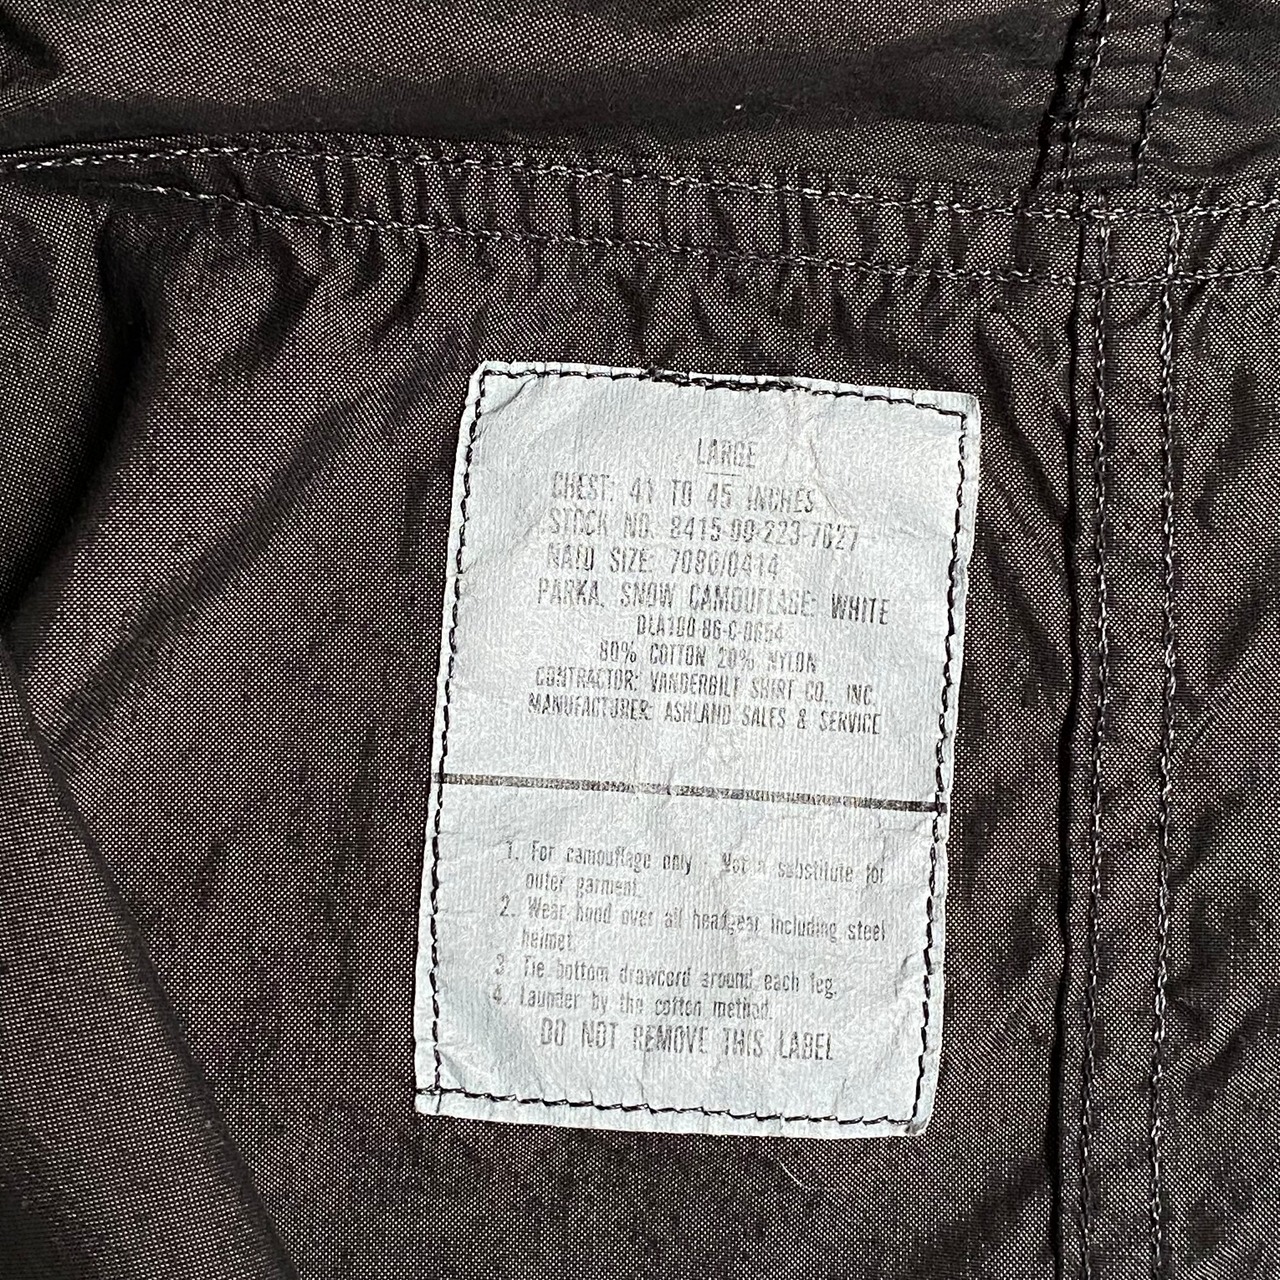 LARGE
CHEST: 41 TO 45 INCHES
STOCK NO. 8415-00-223-7627
NATO SIZE: 7080/0414
PARKA, SNOW CAMOUFLAGE: WHITE
DLA100-86-C-0654
80% COTTON 20% NYLON
CONTRACTOR: VANDERBILT SHIRT CO., INC.
MANUFACTURER: ASHLAND SALES & SERVICE
1. For camouflage only - Not a substitute for
outer garment.
2. Wear hood over all headgear including steel
helmet.
3. Tie bottom drawcord around each leg.
4. Launder by the cotton method.
DO NOT REMOVE THIS LABEL